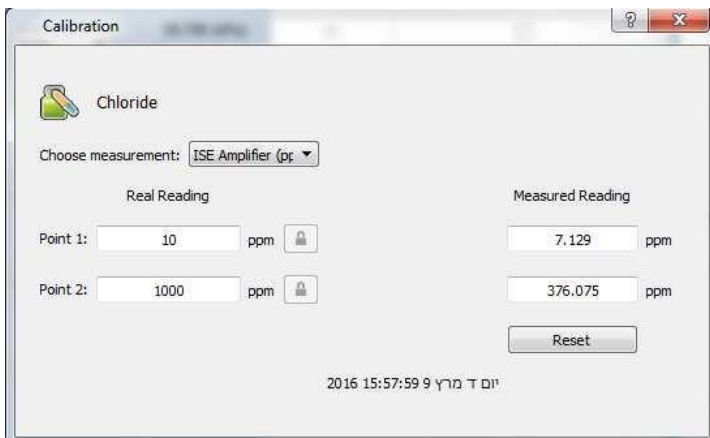 Calibration
Chloride
Choose measurement: ISE Amplifier (pp
Real Reading Measured Reading
Point 1: 10 ppm 7.129 ppm
Point 2: 1000 ppm 376.075 ppm
Reset
יום ד מרץ 9 15:57:59 2016